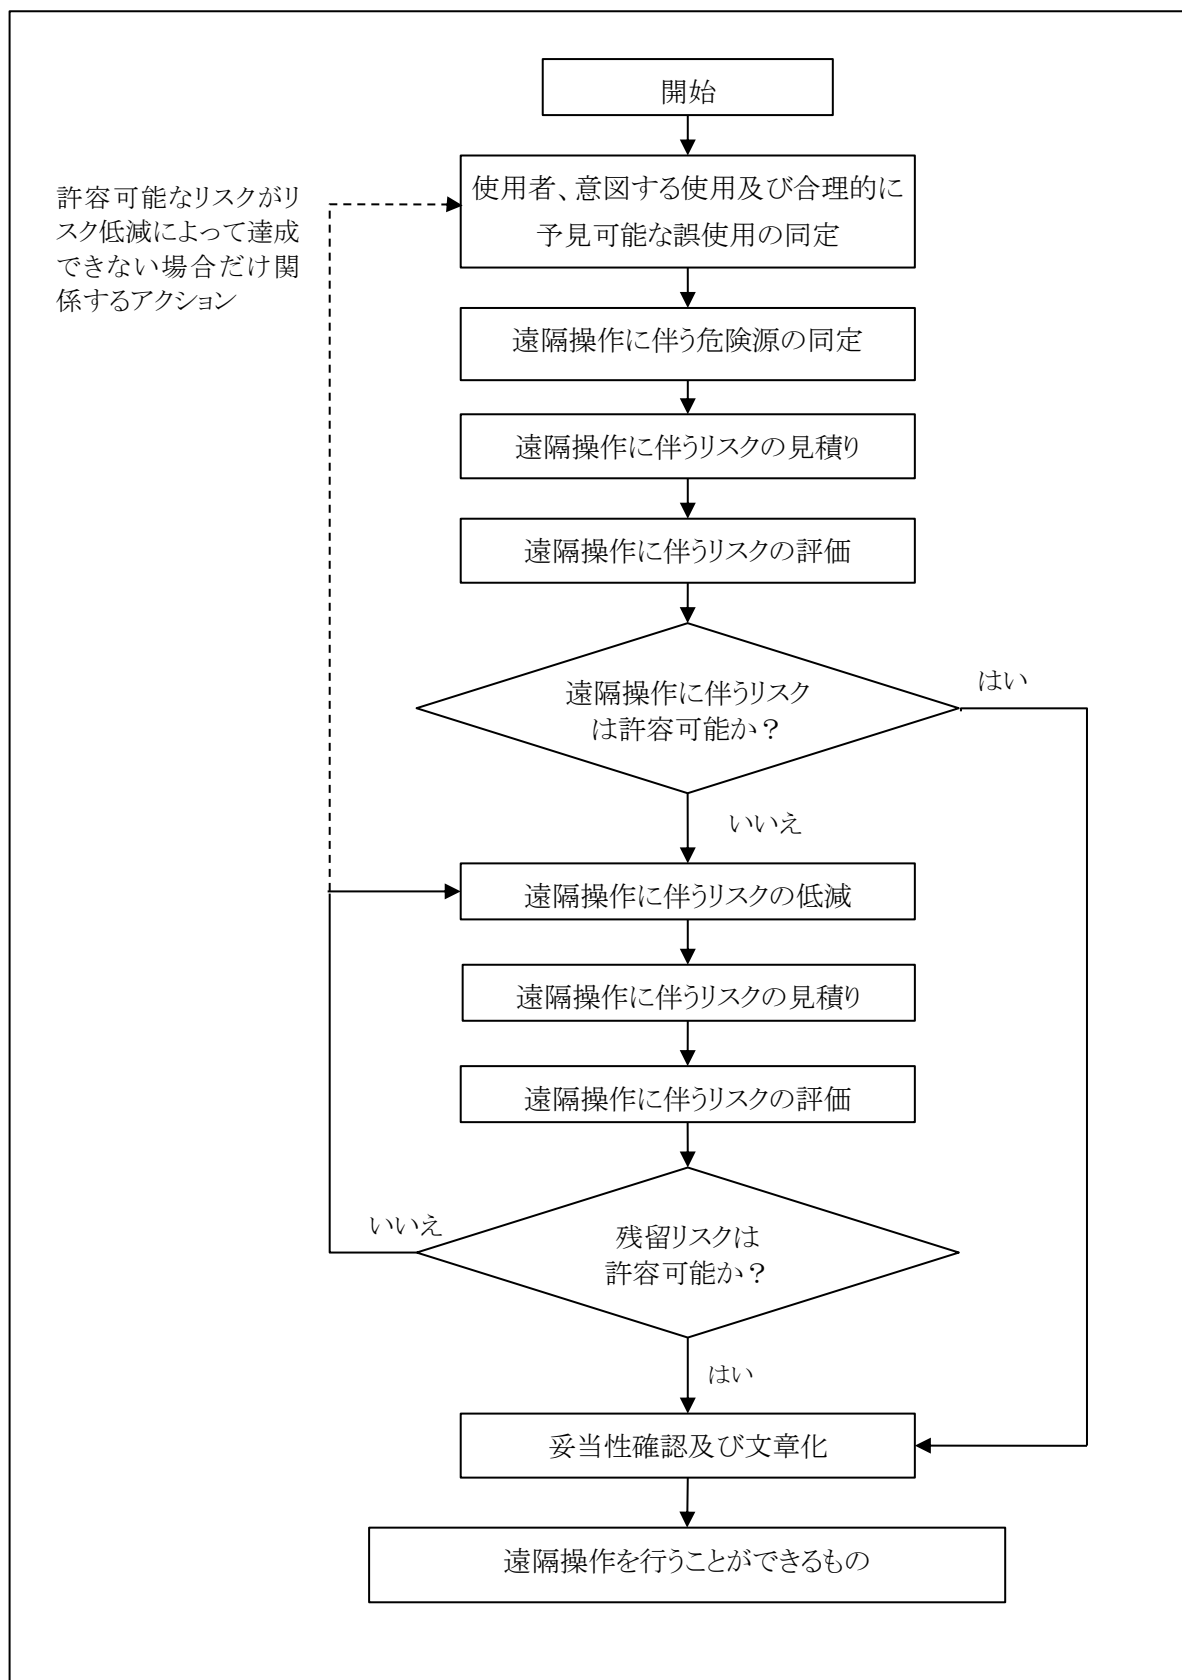 開始
使用者、意図する使用及び合理的に
予見可能な誤使用の同定
許容可能なリスクがリ
スク低減によって達成
できない場合だけ関
係するアクション
遠隔操作に伴う危険源の同定
遠隔操作に伴うリスクの見積り
遠隔操作に伴うリスクの評価
遠隔操作に伴うリスク
は許容可能か？
はい
いいえ
遠隔操作に伴うリスクの低減
遠隔操作に伴うリスクの見積り
遠隔操作に伴うリスクの評価
残留リスクは
許容可能か？
いいえ
はい
妥当性確認及び文章化
遠隔操作を行うことができるもの